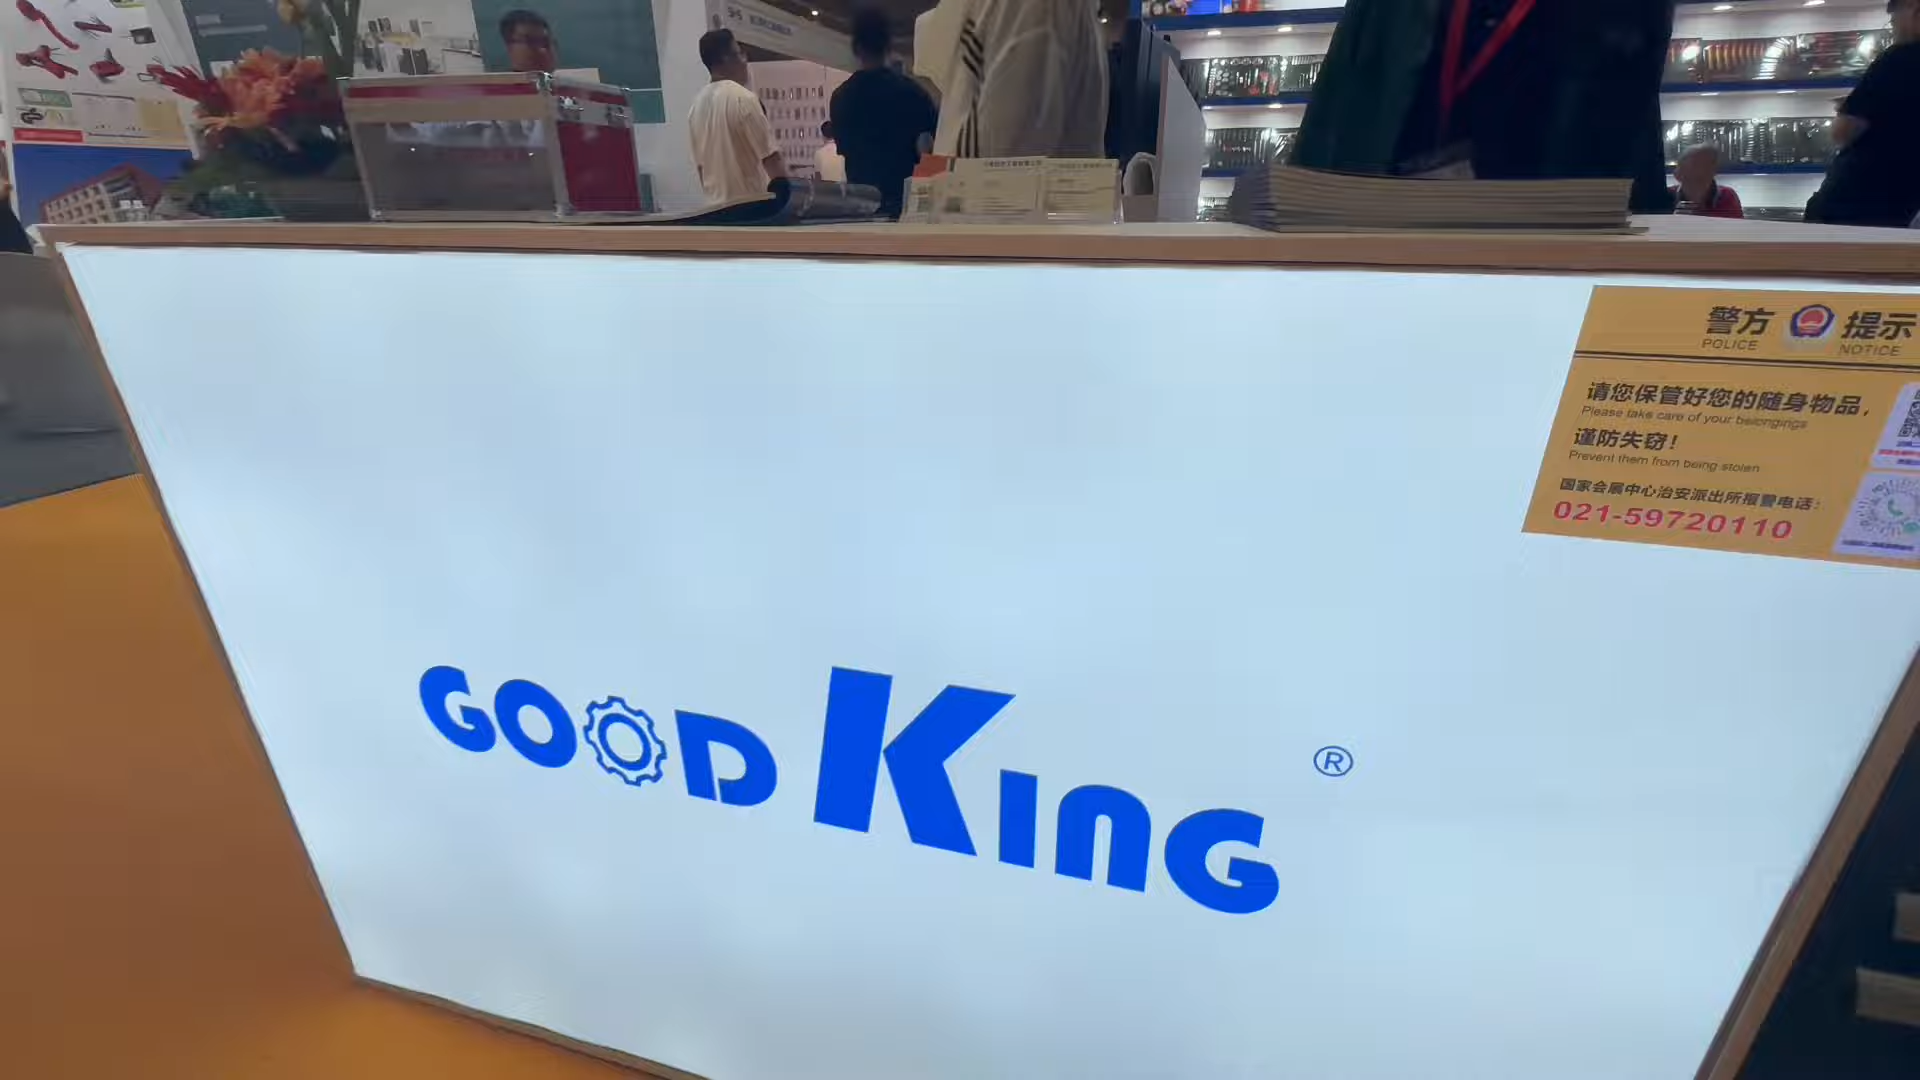 GOOD KING ®
警方 提示
POLICE NOTICE
请您保管好您的随身物品,
Please take care of your belongings
谨防失窃!
Prevent them from being stolen
国家会展中心治安派出所报警电话:
021-59720110